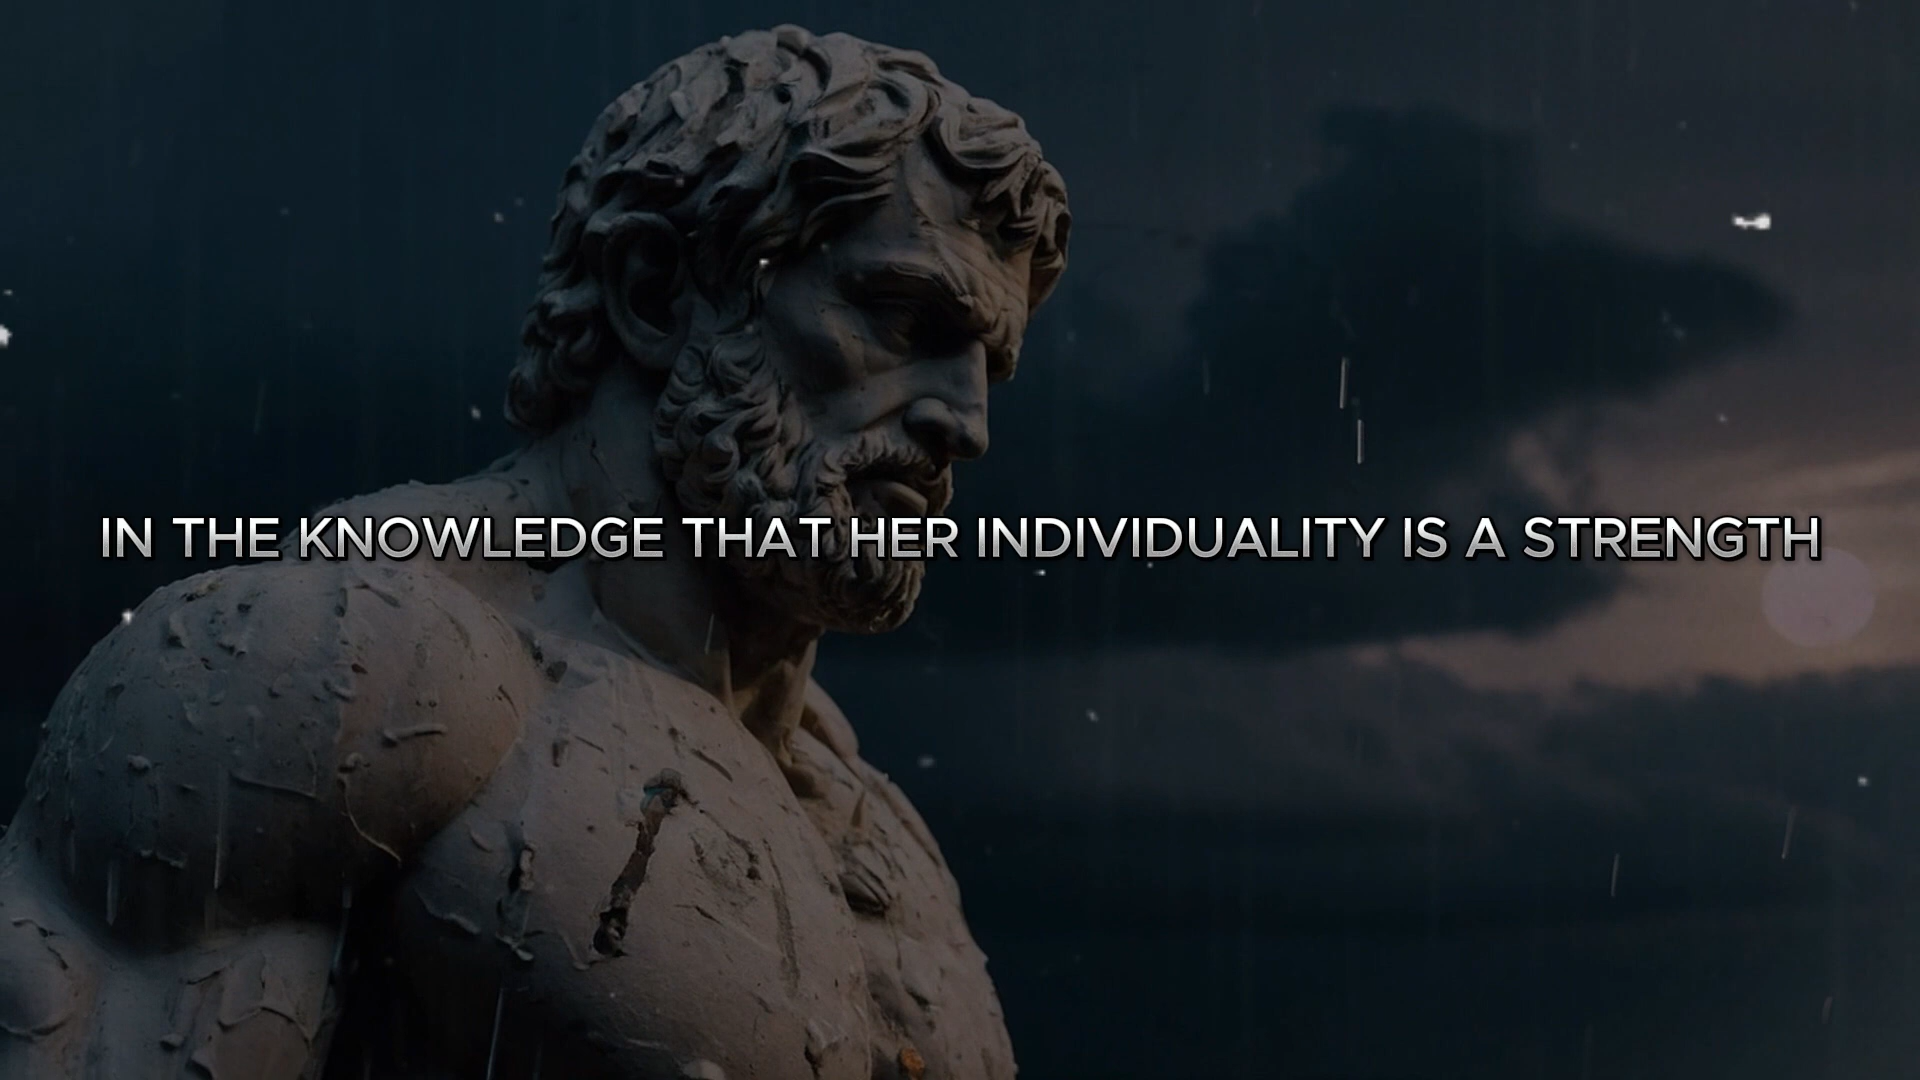 IN THE KNOWLEDGE THAT HER INDIVIDUALITY IS A STRENGTH